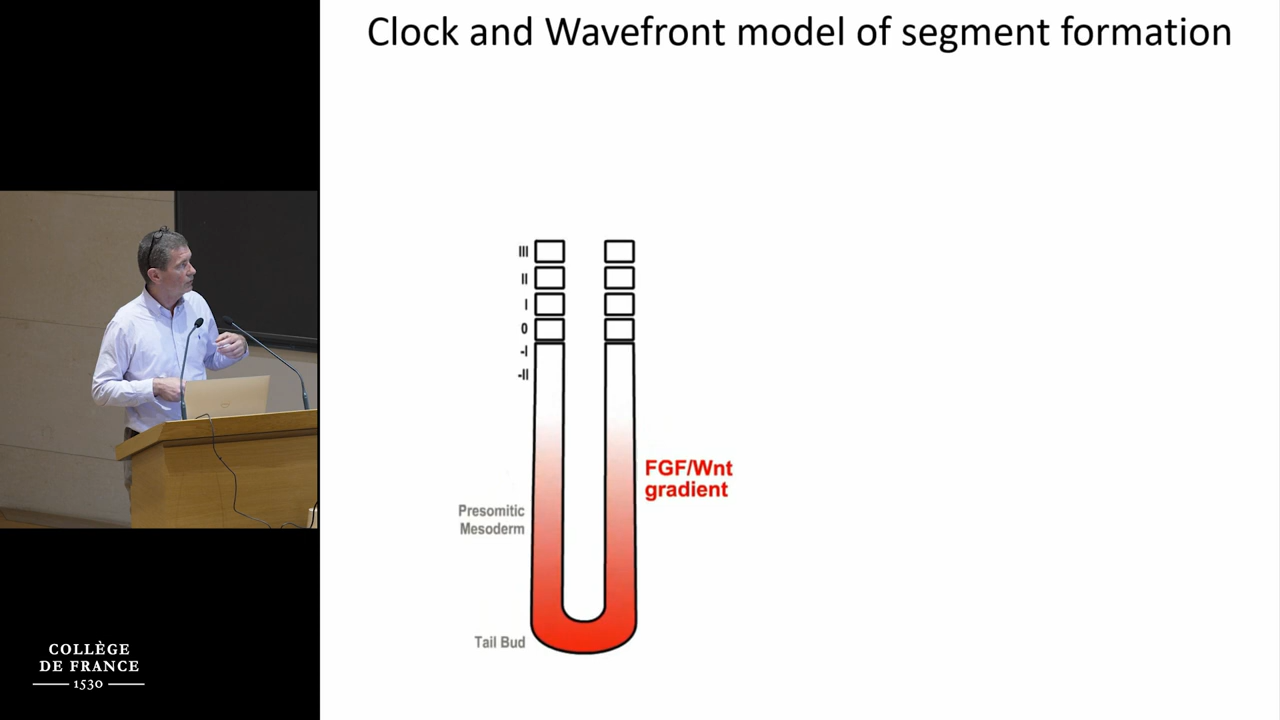 Clock and Wavefront model of segment formation
III
II
I
0
-I
-II
FGF/Wnt
gradient
Presomitic
Mesoderm
Tail Bud
COLLÈGE
DE FRANCE
1530